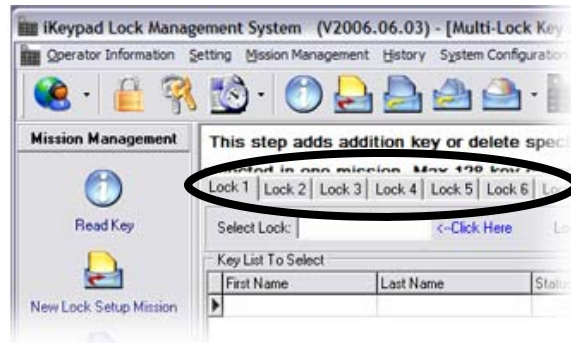 iKeypad Lock Management System (V2006.06.03) - [Multi-Lock Key
Operator Information Setting Mission Management History System Configuration
Mission Management
This step adds addition key or delete
in one mission. Max 128 key
Lock 1 Lock 2 Lock 3 Lock 4 Lock 5 Lock 6
Select Lock: <--Click Here
Read Key
Key List To Select
First Name Last Name
New Lock Setup Mission